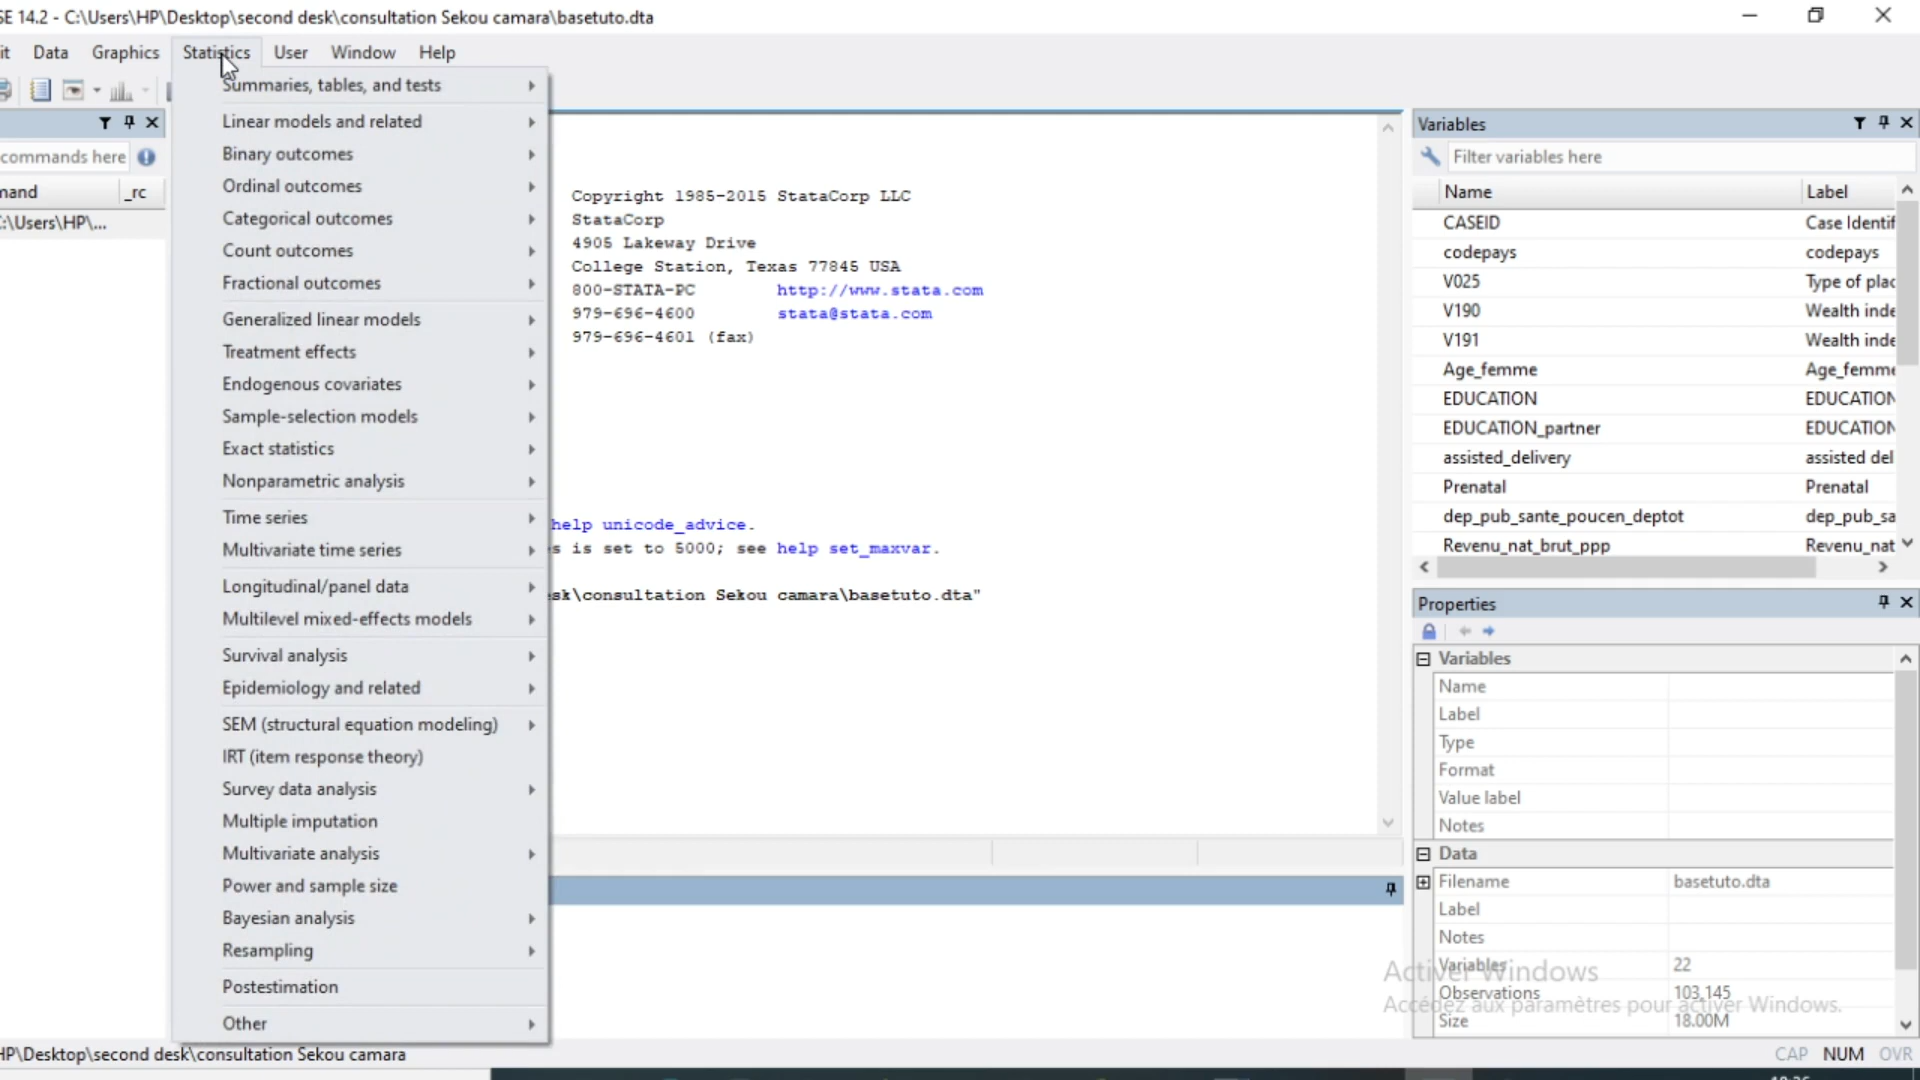 SE 14.2 - C:\Users\HP\Desktop\second desk\consultation Sekou camara\basetuto.dta
it Data Graphics Statistics User Window Help
commands here
mand _rc
:\Users\HP\...
Summaries, tables, and tests
Linear models and related
Binary outcomes
Ordinal outcomes
Categorical outcomes
Count outcomes
Fractional outcomes
Generalized linear models
Treatment effects
Endogenous covariates
Sample-selection models
Exact statistics
Nonparametric analysis
Time series
Multivariate time series
Longitudinal/panel data
Multilevel mixed-effects models
Survival analysis
Epidemiology and related
SEM (structural equation modeling)
IRT (item response theory)
Survey data analysis
Multiple imputation
Multivariate analysis
Power and sample size
Bayesian analysis
Resampling
Postestimation
Other
Copyright 1985-2015 StataCorp LLC
StataCorp
4905 Lakeway Drive
College Station, Texas 77845 USA
800-STATA-PC http://www.stata.com
979-696-4600 stata@stata.com
979-696-4601 (fax)
help unicode_advice.
s is set to 5000; see help set_maxvar.
sk\consultation Sekou camara\basetuto.dta"
Variables
Filter variables here
Name Label
CASEID Case Identif
codepays codepays
V025 Type of plac
V190 Wealth inde
V191 Wealth inde
Age_femme Age_femme
EDUCATION EDUCATION
EDUCATION_partner EDUCATION
assisted_delivery assisted del
Prenatal Prenatal
dep_pub_sante_poucen_deptot dep_pub_sa
Revenu_nat_brut_ppp Revenu_nat
Properties
Variables
Name
Label
Type
Format
Value label
Notes
Data
Filename basetuto.dta
Label
Notes
Variables 22
Observations 103,145
Size 18.00M
Activer Windows
Accédez aux paramètres pour activer Windows.
HP\Desktop\second desk\consultation Sekou camara
CAP NUM OVR